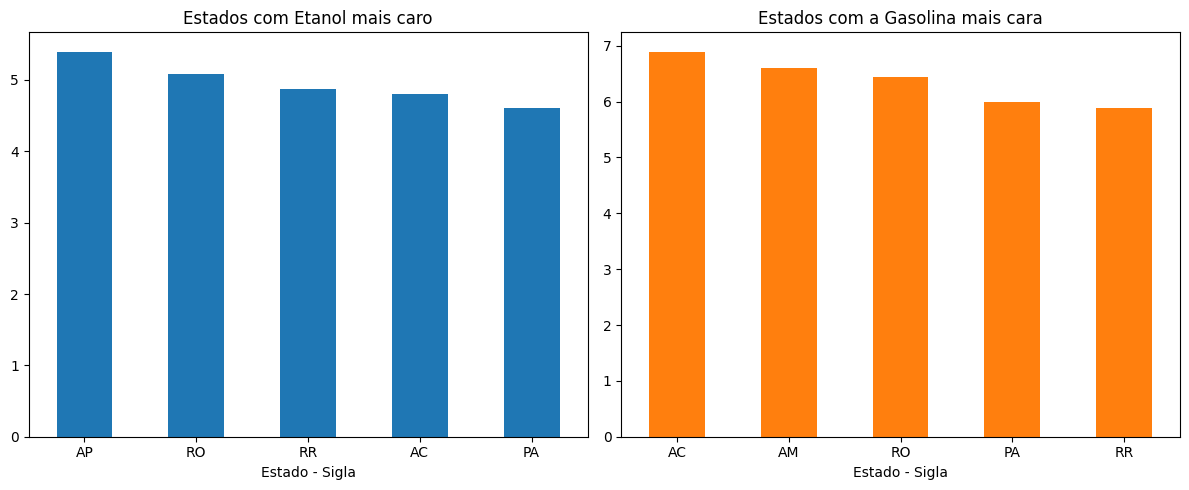 Estados com Etanol mais caro
5
4
3
2
1
0
AP RO RR AC PA
Estado - Sigla
Estados com a Gasolina mais cara
7
6
5
4
3
2
1
0
AC AM RO PA RR
Estado - Sigla